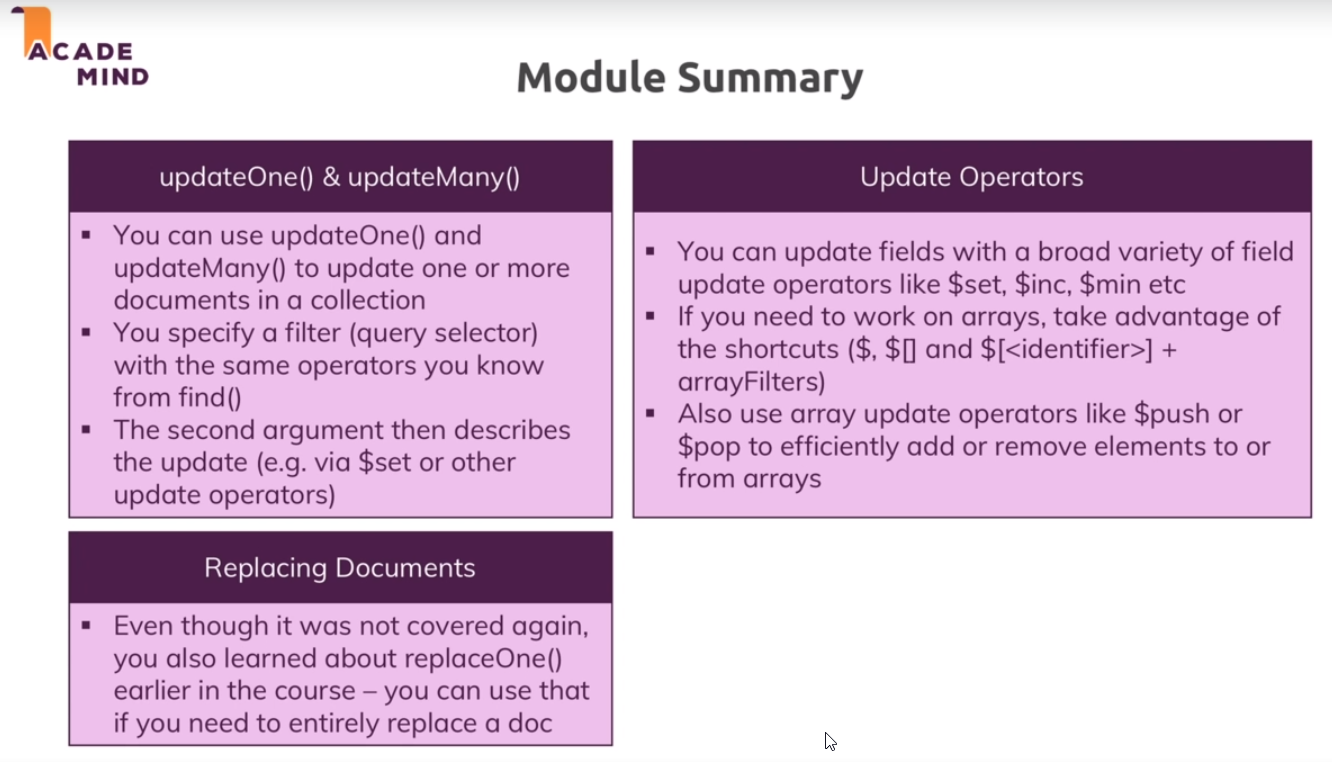 ACADE
MIND
Module Summary
updateOne() & updateMany()
▪ You can use updateOne() and
updateMany() to update one or more
documents in a collection
▪ You specify a filter (query selector)
with the same operators you know
from find()
▪ The second argument then describes
the update (e.g. via $set or other
update operators)
Update Operators
▪ You can update fields with a broad variety of field
update operators like $set, $inc, $min etc
▪ If you need to work on arrays, take advantage of
the shortcuts ($, $[] and $[<identifier>] +
arrayFilters)
▪ Also use array update operators like $push or
$pop to efficiently add or remove elements to or
from arrays
Replacing Documents
▪ Even though it was not covered again,
you also learned about replaceOne()
earlier in the course – you can use that
if you need to entirely replace a doc